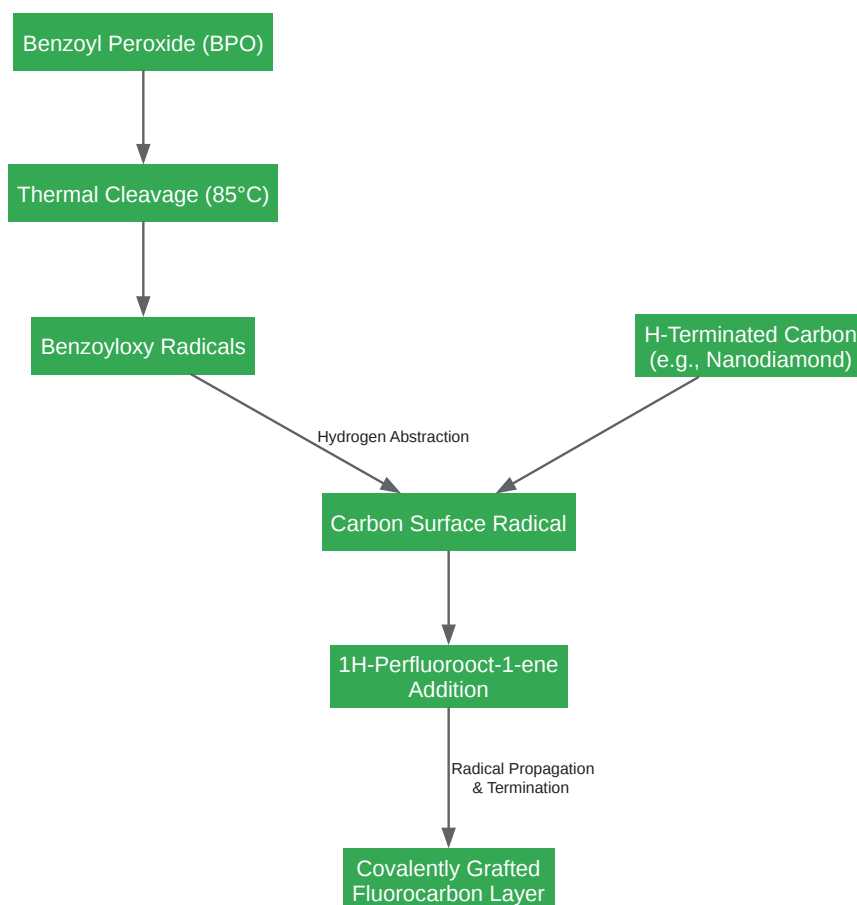 Benzoyl Peroxide (BPO)
Thermal Cleavage (85°C)
Benzoyloxy Radicals
H-Terminated Carbon
(e.g., Nanodiamond)
Hydrogen Abstraction
Carbon Surface Radical
1H-Perfluorooct-1-ene
Addition
Radical Propagation
& Termination
Covalently Grafted
Fluorocarbon Layer